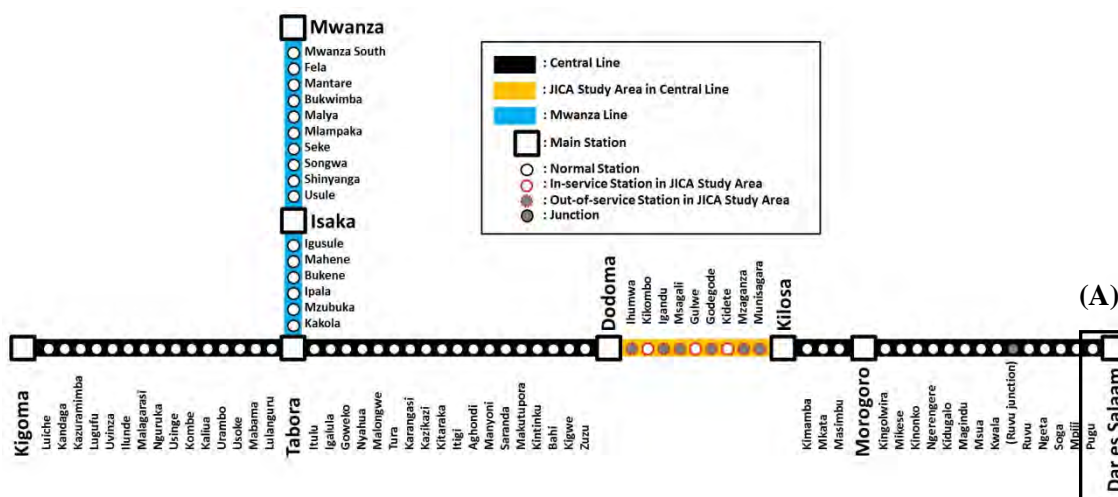 Mwanza
Mwanza South
Fela
Mantare
Bukwimba
Malya
Mlampaka
Seke
Songwa
Shinyanga
Usule
Isaka
Igusule
Mahene
Bukene
Ipala
Mzubuka
Kakola
: Central Line
: JICA Study Area in Central Line
: Mwanza Line
: Main Station
: Normal Station
: In-service Station in JICA Study Area
: Out-of-service Station in JICA Study Area
: Junction
(A)
Dodoma
Ihumwa
Kikombo
Igandu
Msagali
Gulwe
Godegode
Kidete
Mzaganza
Munisagara
Kilosa
Kigoma
Luiche
Kandaga
Kazuramimba
Lugufu
Uvinza
Ilunde
Malagarasi
Nguruka
Usinge
Kombe
Kaliua
Urambo
Usoke
Mabama
Lulanguru
Tabora
Itulu
Igalula
Goweko
Nyahua
Malongwe
Tura
Karangasi
Kazikazi
Kitaraka
Itigi
Aghondi
Manyoni
Saranda
Makutupora
Kintinku
Bahi
Kigwe
Zuzu
Kimamba
Mkata
Masimbu
Morogoro
Kingolwira
Mikese
Kinonko
Ngerengere
Kidugalo
Magindu
Msua
Kwala
(Ruvu junction)
Ruvu
Ngeta
Soga
Mpiji
Pugu
Dar es Salaam